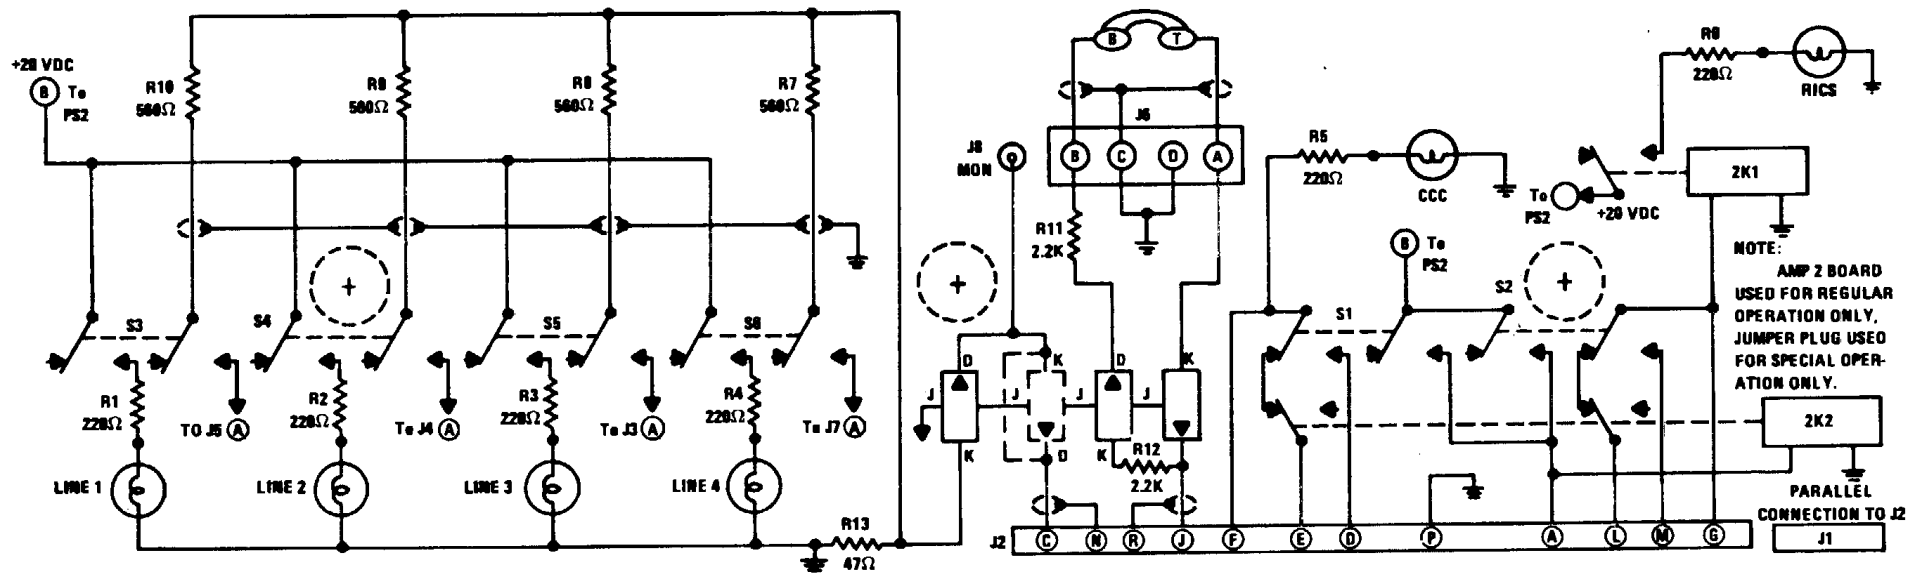 +28 VDC
B To
PS2
R10
560Ω
R9
560Ω
R8
560Ω
R7
560Ω
S3
S4
S5
S6
R1
220Ω
R2
220Ω
R3
220Ω
R4
220Ω
TO J5 A
To J4 A
To J3 A
To J7 A
LINE 1
LINE 2
LINE 3
LINE 4
R13
47Ω
J8
MON
B T
J6
B C D A
R11
2.2K
D K D K
J J J J
K D K
R12
2.2K
R5
220Ω
CCC
R6
220Ω
RICS
To
PS2
+28 VDC
2K1
B To
PS2
S1
S2
NOTE:
AMP 2 BOARD
USED FOR REGULAR
OPERATION ONLY,
JUMPER PLUG USED
FOR SPECIAL OPER-
ATION ONLY.
2K2
PARALLEL
CONNECTION TO J2
J2 C N R J F E D P A L M G
J1